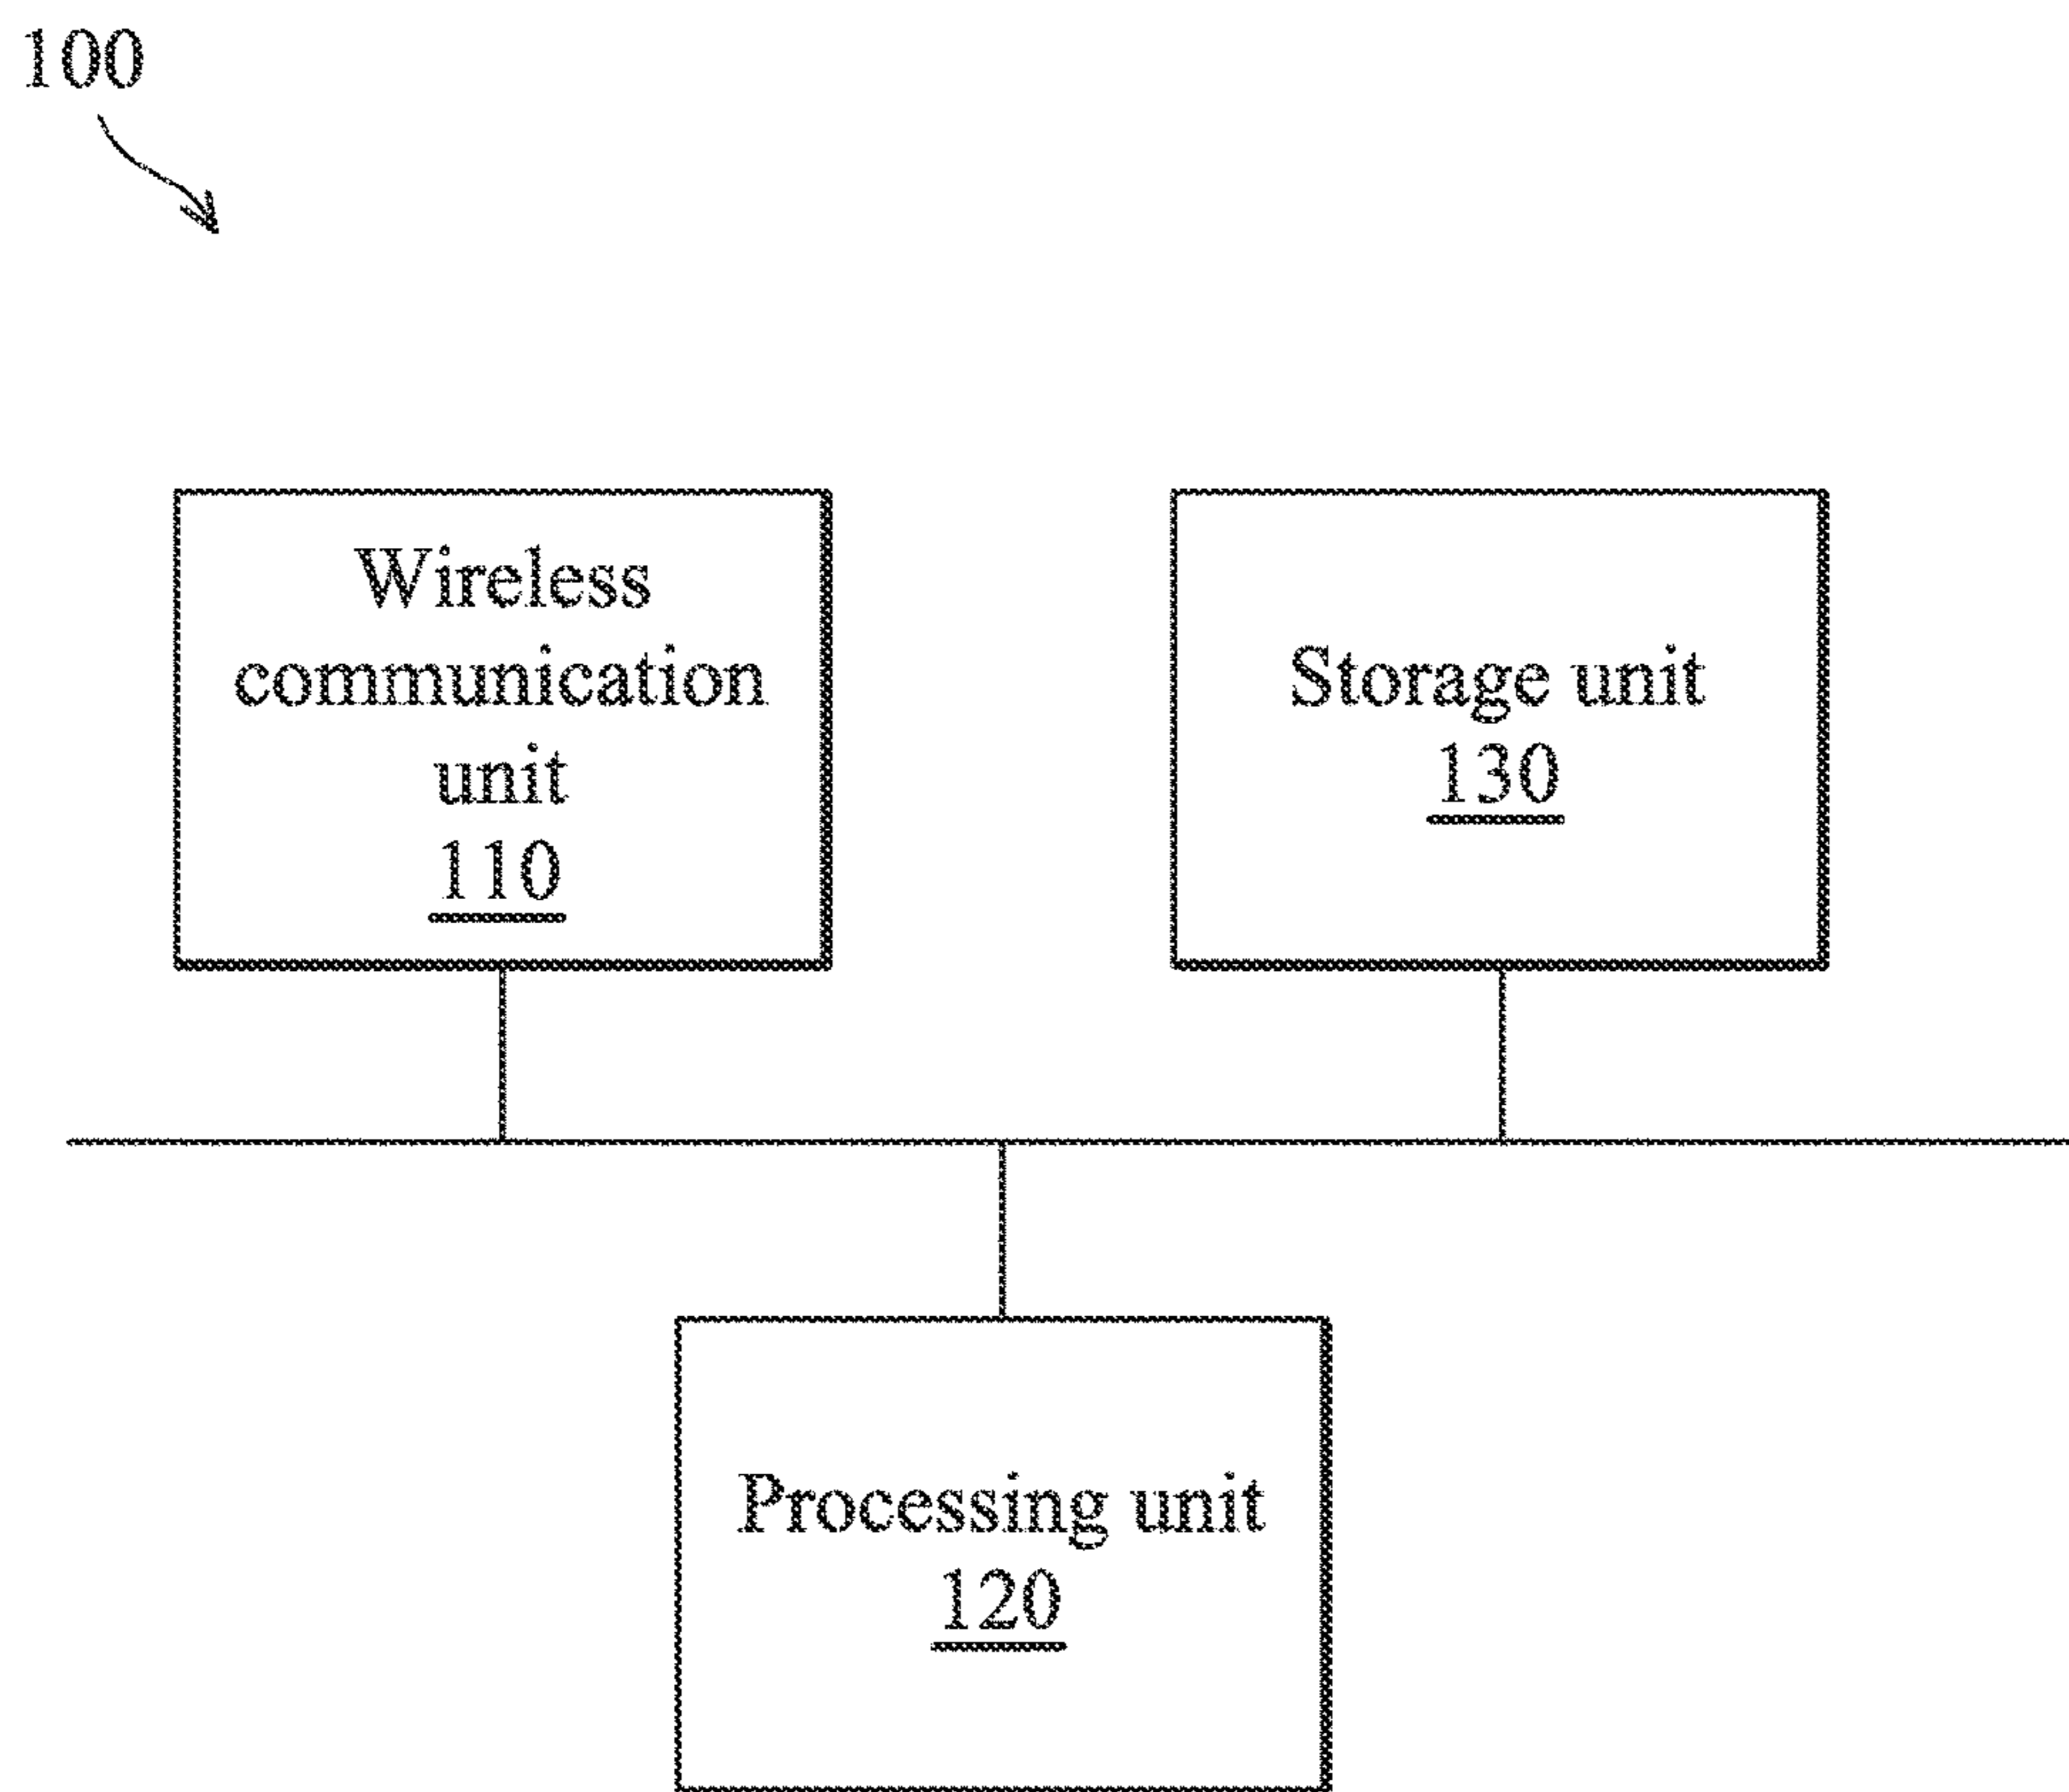 100
Wireless
communication
unit
110
Storage unit
130
Processing unit
120